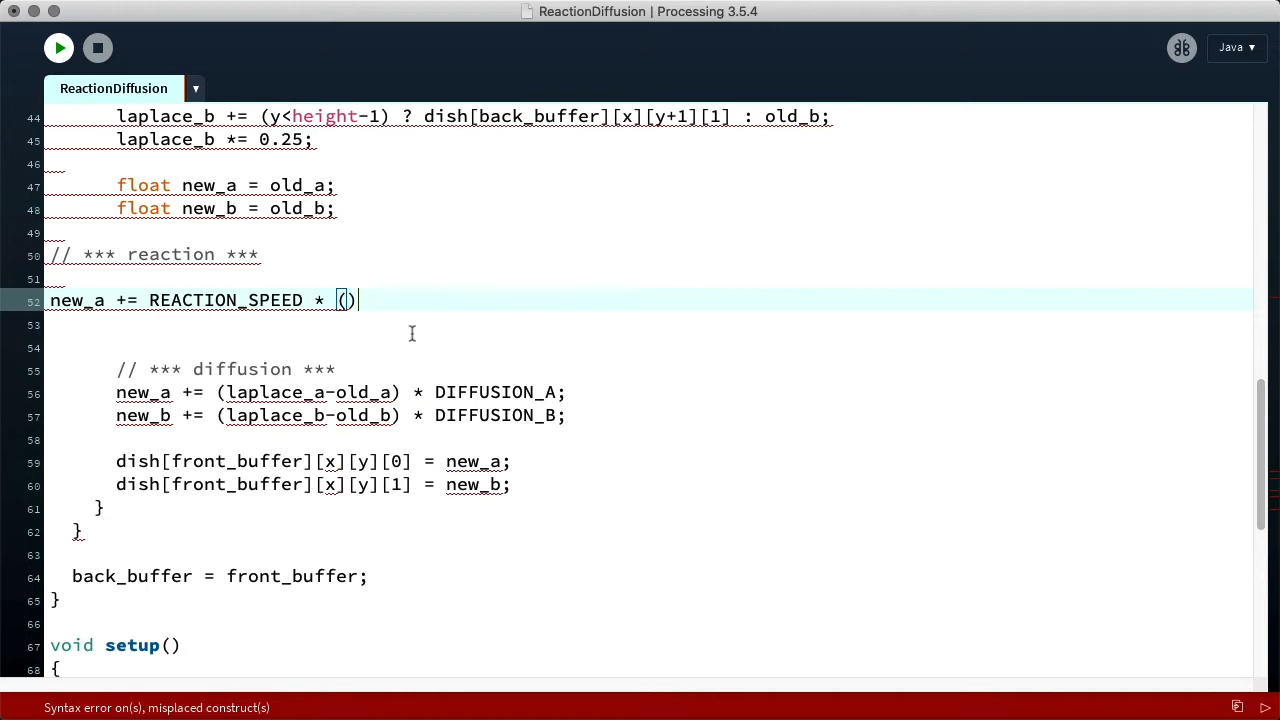 ReactionDiffusion | Processing 3.5.4
Java ▼
ReactionDiffusion ▼
44 laplace_b += (y<height-1) ? dish[back_buffer][x][y+1][1] : old_b;
45 laplace_b *= 0.25;
46
47 float new_a = old_a;
48 float new_b = old_b;
49
50 // *** reaction ***
51
52 new_a += REACTION_SPEED * ()
53
54
55 // *** diffusion ***
56 new_a += (laplace_a-old_a) * DIFFUSION_A;
57 new_b += (laplace_b-old_b) * DIFFUSION_B;
58
59 dish[front_buffer][x][y][0] = new_a;
60 dish[front_buffer][x][y][1] = new_b;
61 }
62 }
63
64 back_buffer = front_buffer;
65 }
66
67 void setup()
68 {
Syntax error on(s), misplaced construct(s)